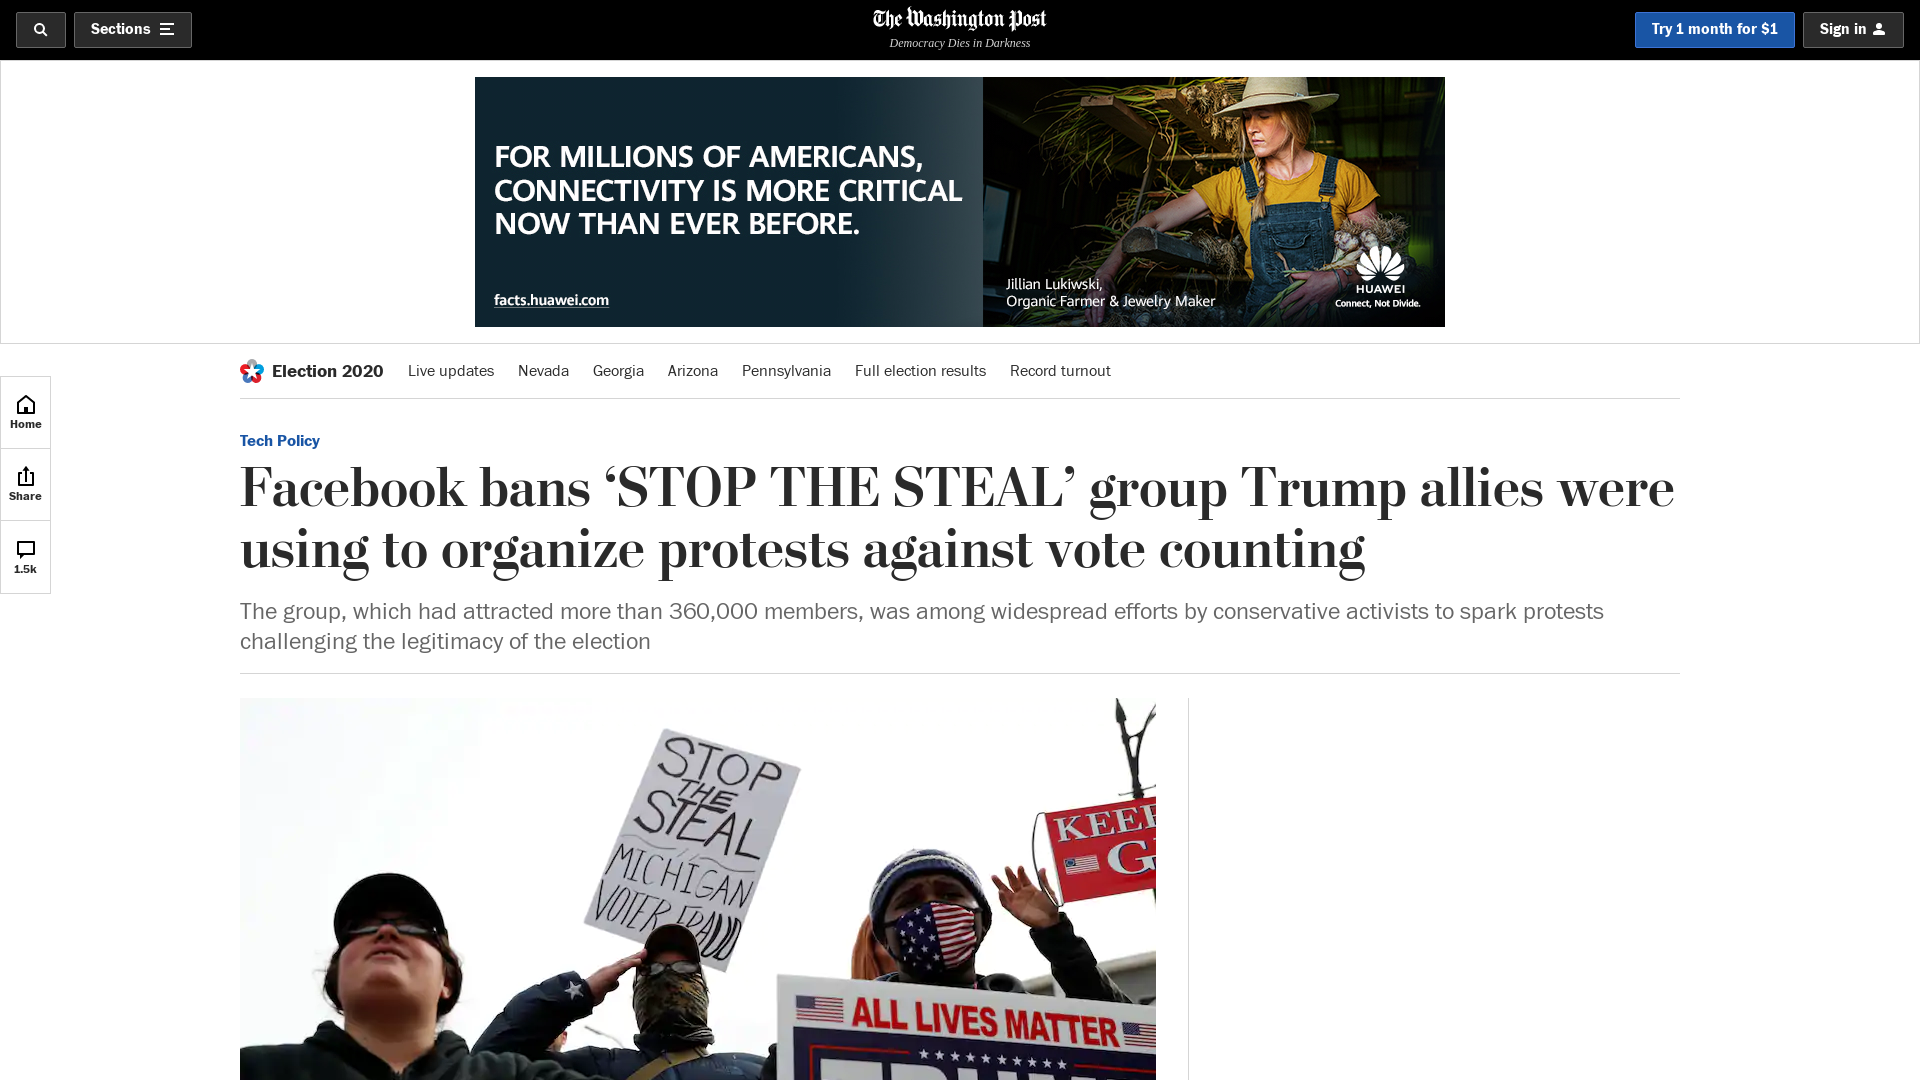 Sections
The Washington Post
Democracy Dies in Darkness
Try 1 month for $1
Sign in
FOR MILLIONS OF AMERICANS,
CONNECTIVITY IS MORE CRITICAL
NOW THAN EVER BEFORE.
facts.huawei.com
Jillian Lukiwski,
Organic Farmer & Jewelry Maker
HUAWEI
Connect, Not Divide.
Election 2020
Live updates
Nevada
Georgia
Arizona
Pennsylvania
Full election results
Record turnout
Home
Share
1.5k
Tech Policy
Facebook bans ‘STOP THE STEAL’ group Trump allies were
using to organize protests against vote counting
The group, which had attracted more than 360,000 members, was among widespread efforts by conservative activists to spark protests
challenging the legitimacy of the election
STOP
THE
STEAL
MICHIGAN
VOTER FRAUD
KEEP
G
ALL LIVES MATTER